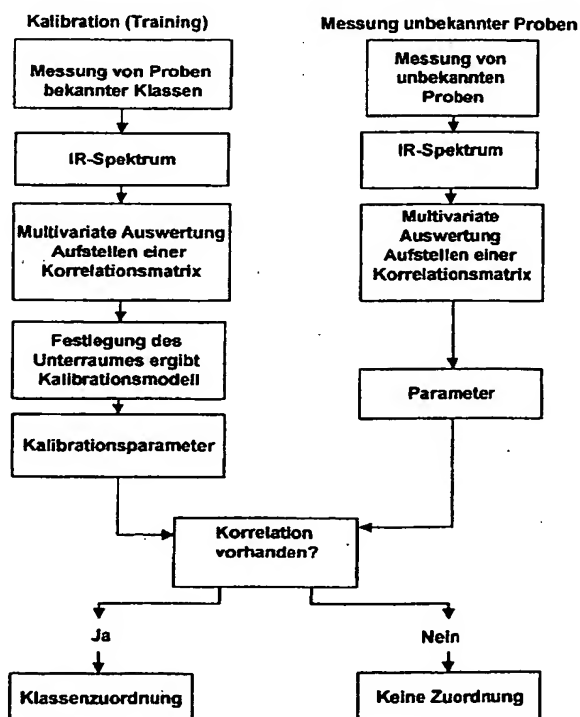 Kalibration (Training)
Messung von Proben
bekannter Klassen
IR-Spektrum
Multivariate Auswertung
Aufstellen einer
Korrelationsmatrix
Festlegung des
Unterraumes ergibt
Kalibrationsmodell
Kalibrationsparameter
Messung unbekannter Proben
Messung von
unbekannten
Proben
IR-Spektrum
Multivariate
Auswertung
Aufstellen einer
Korrelationsmatrix
Parameter
Korrelation
vorhanden?
Ja
Nein
Klassenzuordnung
Keine Zuordnung